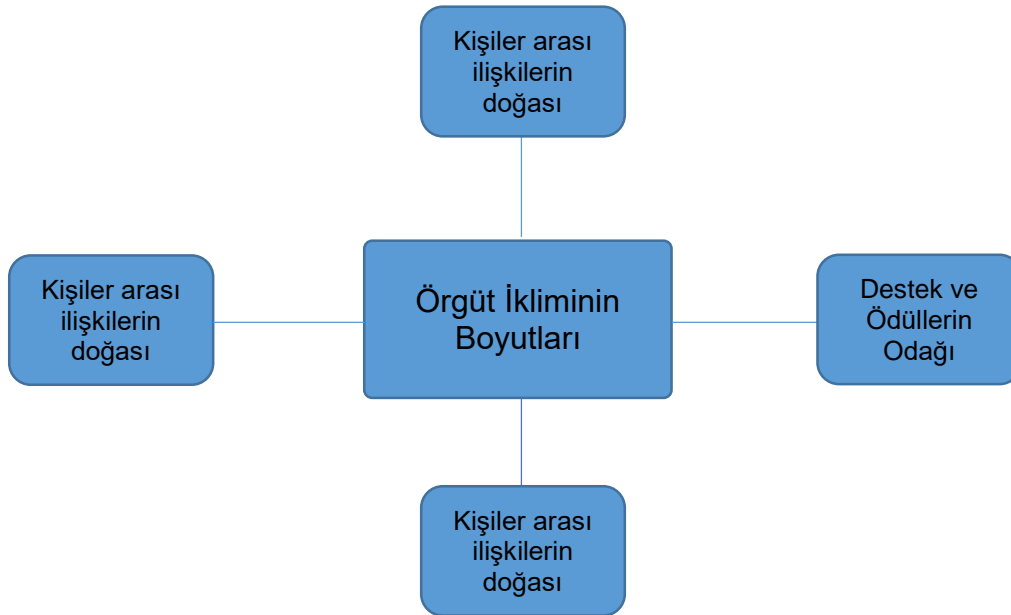 Kişiler arası
ilişkilerin
doğası
Kişiler arası
ilişkilerin
doğası
Örgüt İkliminin
Boyutları
Destek ve
Ödüllerin
Odağı
Kişiler arası
ilişkilerin
doğası